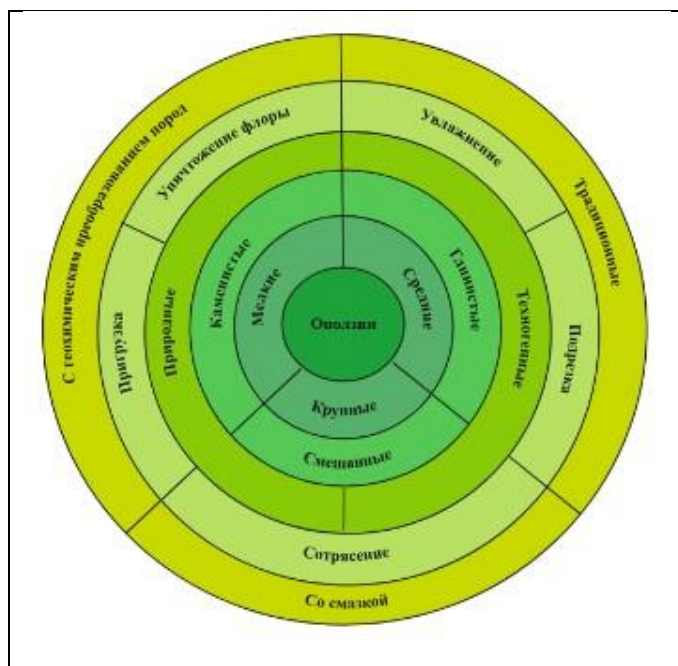 С геохимическим преобразованием пород
Традиционные
Со смазкой
Уничтожение флоры
Увлажнение
Пригрузка
Подрезка
Сотрясение
Природные
Техногенные
Каменистые
Глинистые
Смешанные
Мелкие
Средние
Крупные
Оползни